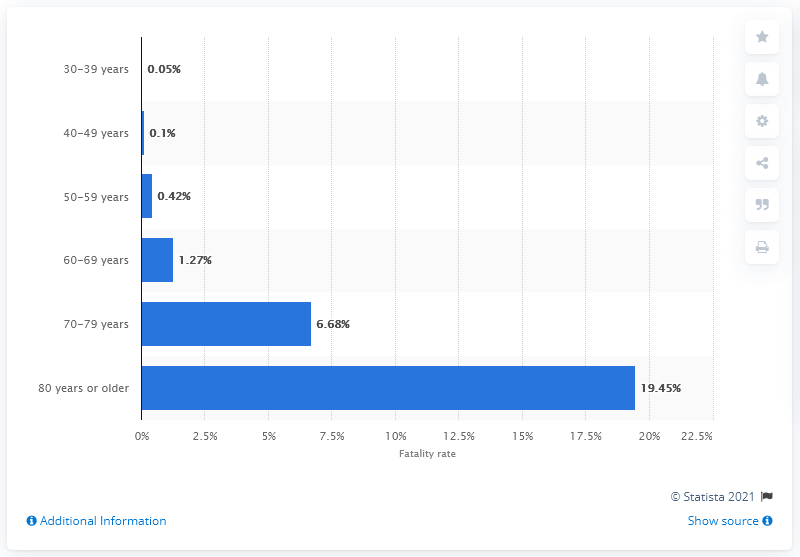 30-39 years 0.05%
40-49 years 0.1%
50-59 years 0.42%
60-69 years 1.27%
70-79 years 6.68%
80 years or older 19.45%
0% 2.5% 5% 7.5% 10% 12.5% 15% 17.5% 20% 22.5%
Fatality rate
© Statista 2021
Additional Information Show source